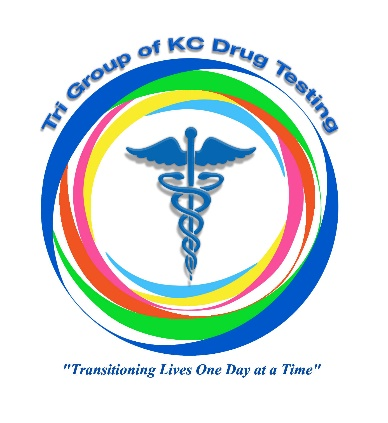 Tri Group of KC Drug Testing
"Transitioning Lives One Day at a Time"